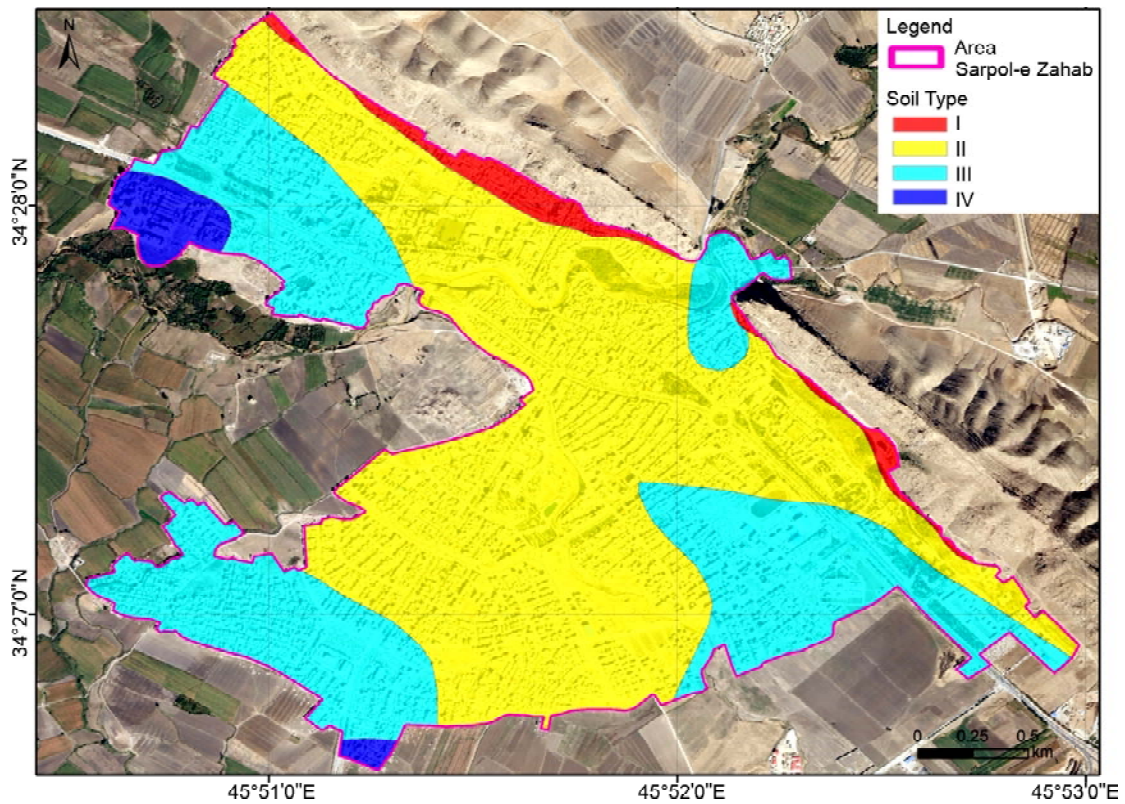 N
Legend
Area
Sarpol-e Zahab
Soil Type
I
II
III
IV
34°28'0"N
34°27'0"N
0 0.25 0.5
km
45°51'0"E 45°52'0"E 45°53'0"E